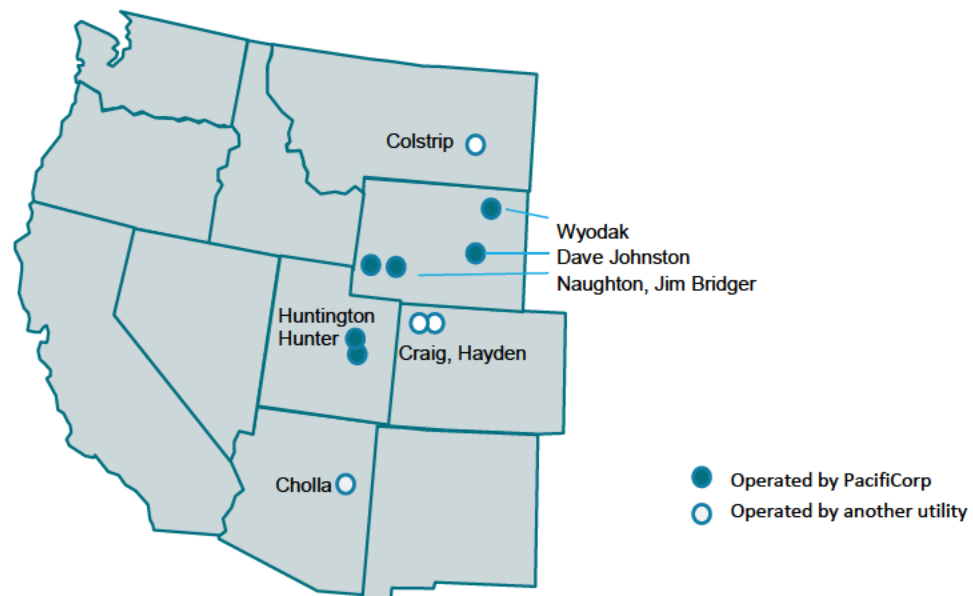 Colstrip
Wyodak
Dave Johnston
Naughton, Jim Bridger
Huntington
Hunter
Craig, Hayden
Cholla
Operated by PacifiCorp
Operated by another utility